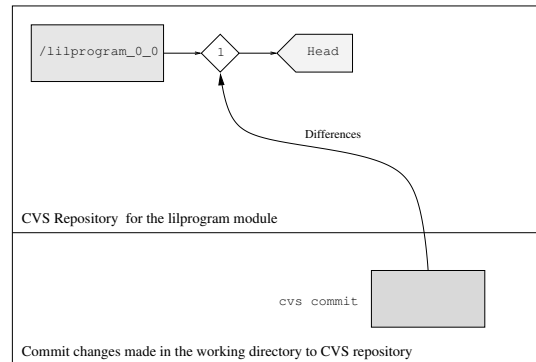 /lilprogram_0_0
1
Head
Differences
CVS Repository for the lilprogram module
cvs commit
Commit changes made in the working directory to CVS repository